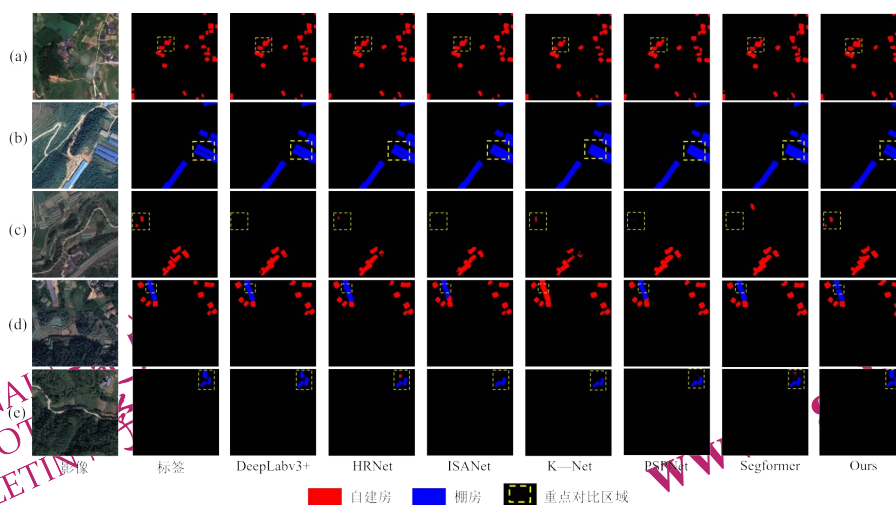 (a)
(b)
(c)
(d)
(e)
影像 标签 DeepLabv3+ HRNet ISANet K—Net PSPNet Segformer Ours
自建房 棚房 重点对比区域